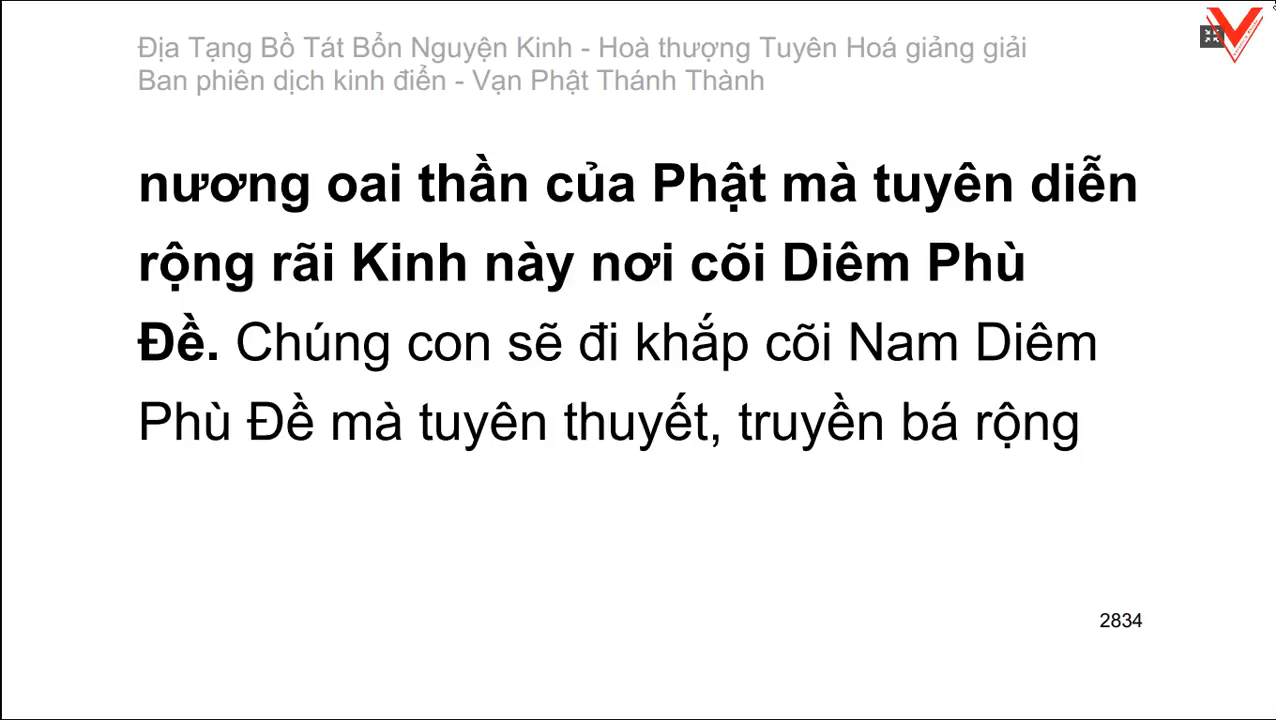 Địa Tạng Bồ Tát Bổn Nguyện Kinh - Hoà thượng Tuyên Hoá giảng giải
Ban phiên dịch kinh điển - Vạn Phật Thánh Thành
nương oai thần của Phật mà tuyên diễn
rộng rãi Kinh này nơi cõi Diêm Phù
Đề. Chúng con sẽ đi khắp cõi Nam Diêm
Phù Đề mà tuyên thuyết, truyền bá rộng
2834